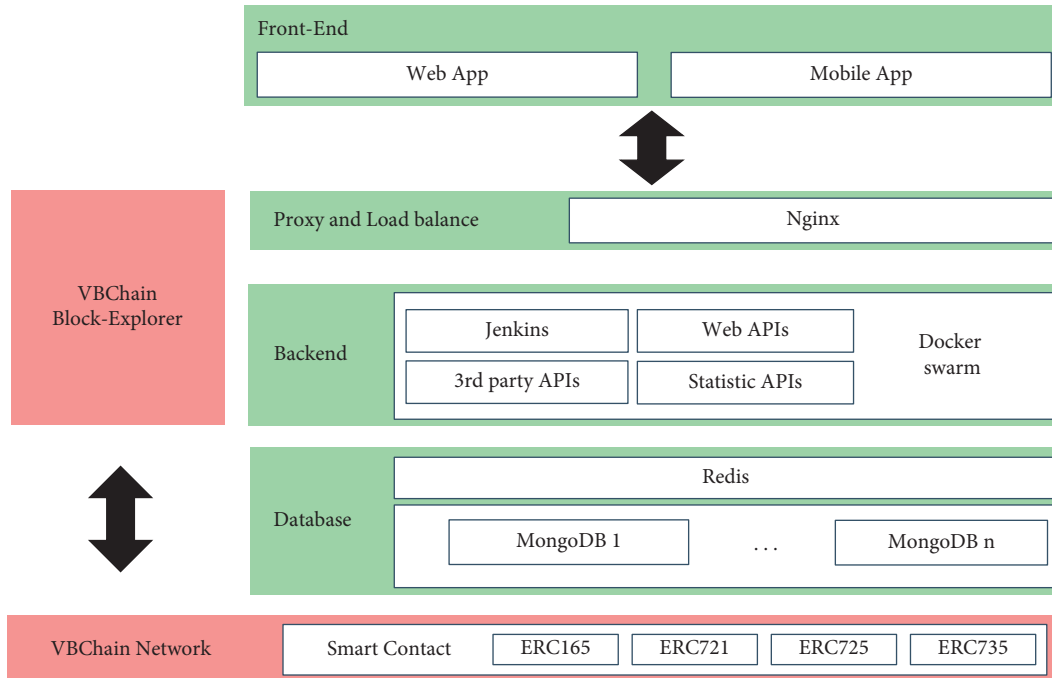 Front-End
Web App
Mobile App
Proxy and Load balance
Nginx
VBChain
Block-Explorer
Backend
Jenkins
Web APIs
3rd party APIs
Statistic APIs
Docker
swarm
Database
Redis
MongoDB 1
. . .
MongoDB n
VBChain Network
Smart Contact
ERC165
ERC721
ERC725
ERC735